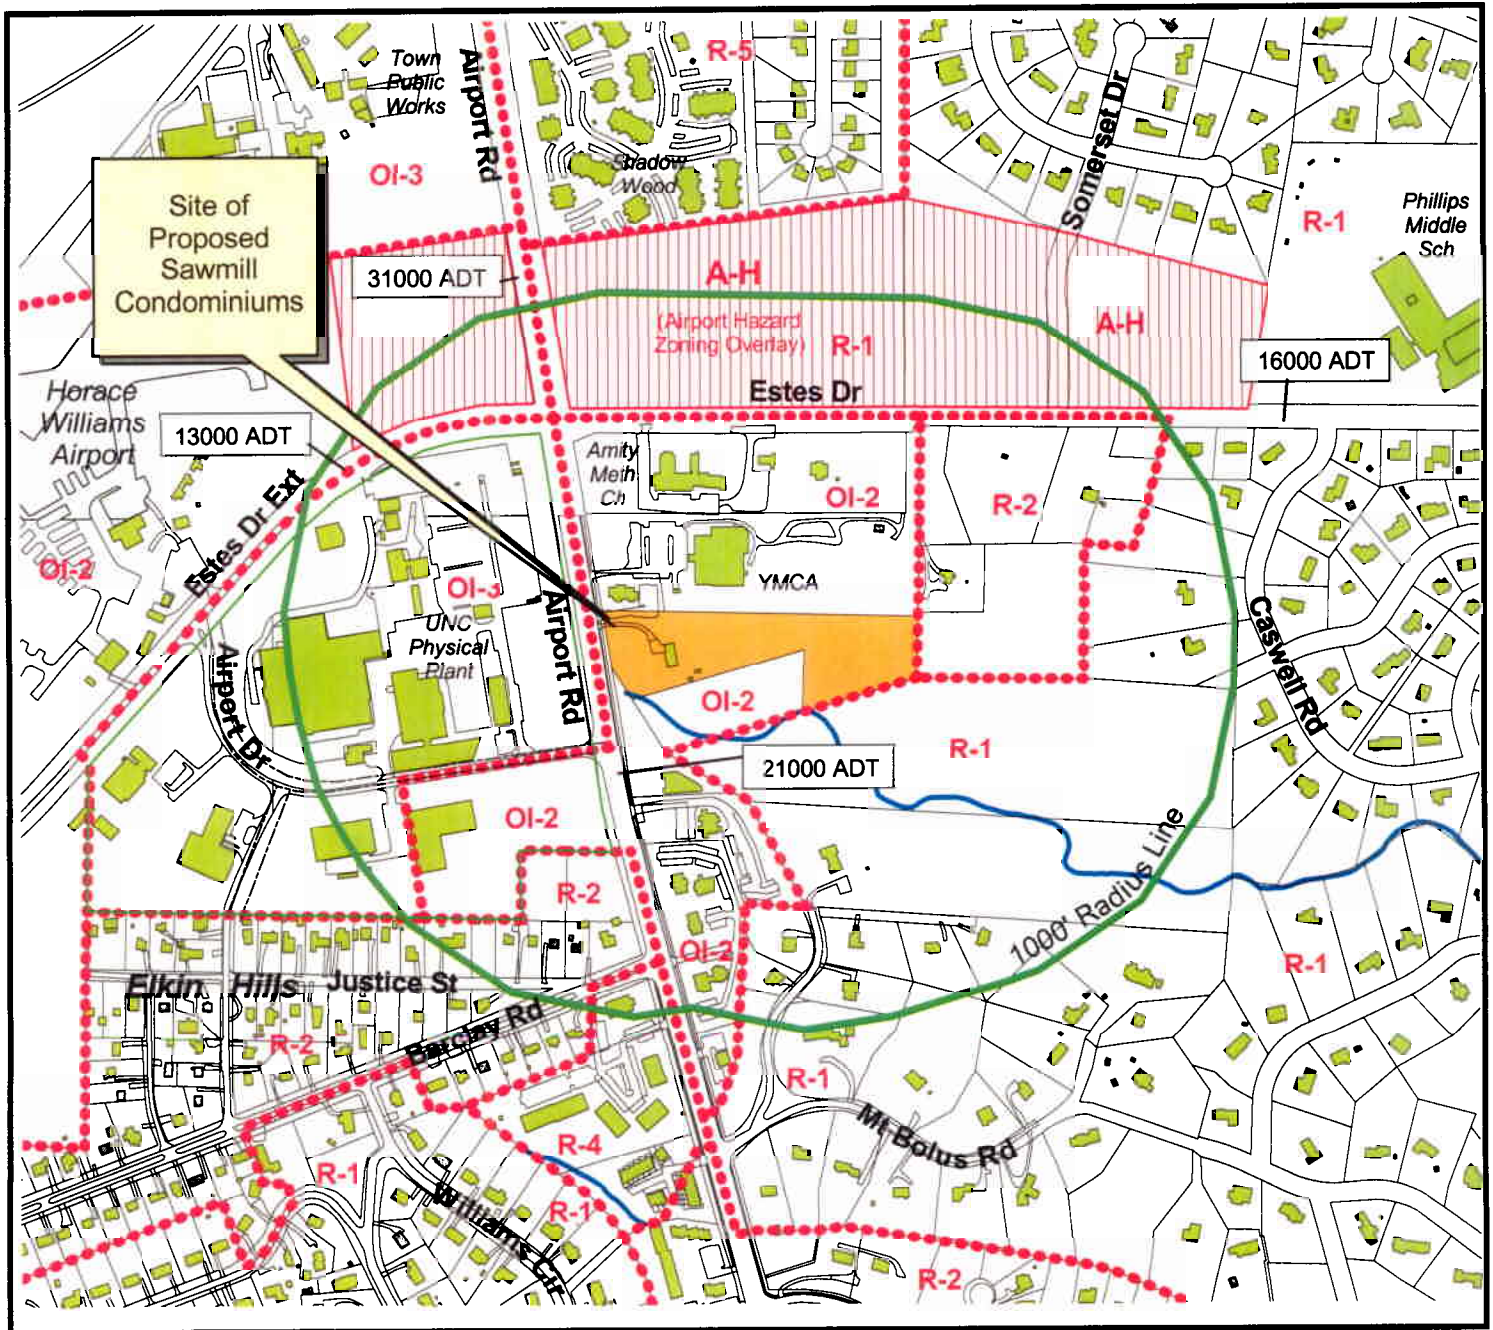 Town
Public
Works
Airport Rd
R-5
Somerset Dr
OI-3
Shadow
Wood
R-1
Phillips
Middle
Sch
Site of
Proposed
Sawmill
Condominiums
31000 ADT
A-H
(Airport Hazard
Zoning Overlay)
R-1
A-H
16000 ADT
Estes Dr
Horace
Williams
Airport
13000 ADT
Amity
Meth
Ch
OI-2
R-2
Estes Dr Ext
OI-2
OI-3
YMCA
UNC
Physical
Plant
Airport Rd
Caswell Rd
Airport Dr
OI-2
R-1
21000 ADT
OI-2
R-2
1000' Radius Line
OI-2
R-1
Elkin Hills
Justice St
Barclay Rd
R-2
R-1
Mt Bolus Rd
R-4
R-1
R-1
Williams Cir
R-2